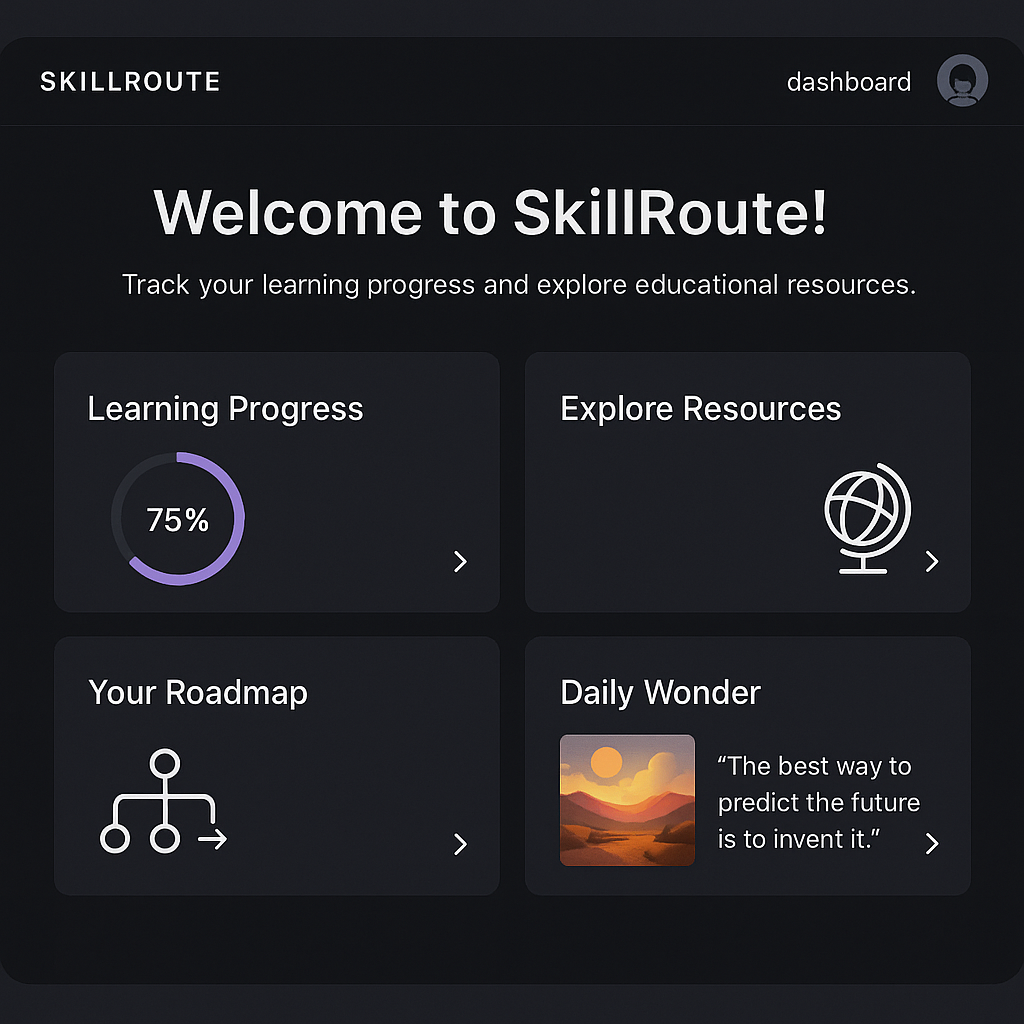 SKILLROUTE
dashboard
Welcome to SkillRoute!
Track your learning progress and explore educational resources.
Learning Progress
75%
Explore Resources
Your Roadmap
Daily Wonder
“The best way to
predict the future
is to invent it.”